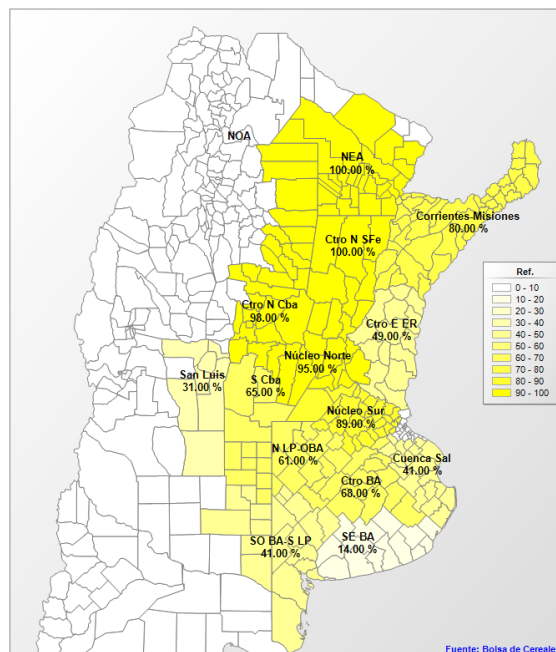 NOA
NEA
100.00 %
Corrientes-Misiones
80.00 %
Ctro N SFe
100.00 %
Ref.
0 - 10
10 - 20
20 - 30
30 - 40
40 - 50
50 - 60
60 - 70
70 - 80
80 - 90
90 - 100
Ctro N Cba
98.00 %
Ctro E ER
49.00 %
Núcleo Norte
95.00 %
San Luis
31.00 %
S Cba
65.00 %
Núcleo Sur
89.00 %
N LP-OBA
61.00 %
Cuenca Sal
41.00 %
Ctro BA
68.00 %
SO BA-S LP
41.00 %
SE BA
14.00 %
Fuente: Bolsa de Cereale